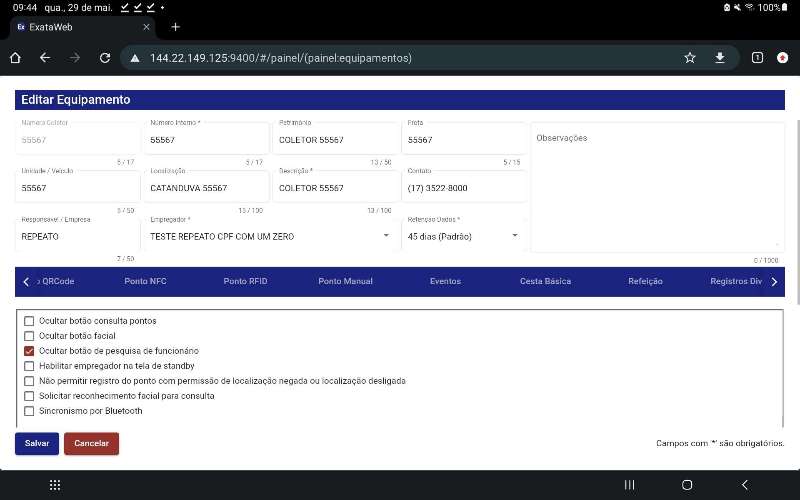 09:44 qua., 29 de mai.
100%
ExataWeb
144.22.149.125:9400/#/painel/(painel:equipamentos)
1
Editar Equipamento
Número Coletor
55567
5 / 17
Número Interno *
55567
5 / 17
Patrimônio
COLETOR 55567
13 / 50
Frota
55567
5 / 15
Observações
0 / 1000
Unidade / Veículo
55567
5 / 50
Localização
CATANDUVA 55567
15 / 100
Descrição *
COLETOR 55567
13 / 100
Contato
(17) 3522-8000
Responsável / Empresa
REPEATO
7 / 50
Empregador *
TESTE REPEATO CPF COM UM ZERO
Retenção Dados *
45 dias (Padrão)
QRCode
Ponto NFC
Ponto RFID
Ponto Manual
Eventos
Cesta Básica
Refeição
Registros Div
Ocultar botão consulta pontos
Ocultar botão facial
Ocultar botão de pesquisa de funcionário
Habilitar empregador na tela de standby
Não permitir registro do ponto com permissão de localização negada ou localização desligada
Solicitar reconhecimento facial para consulta
Sincronismo por Bluetooth
Salvar
Cancelar
Campos com '*' são obrigatórios.